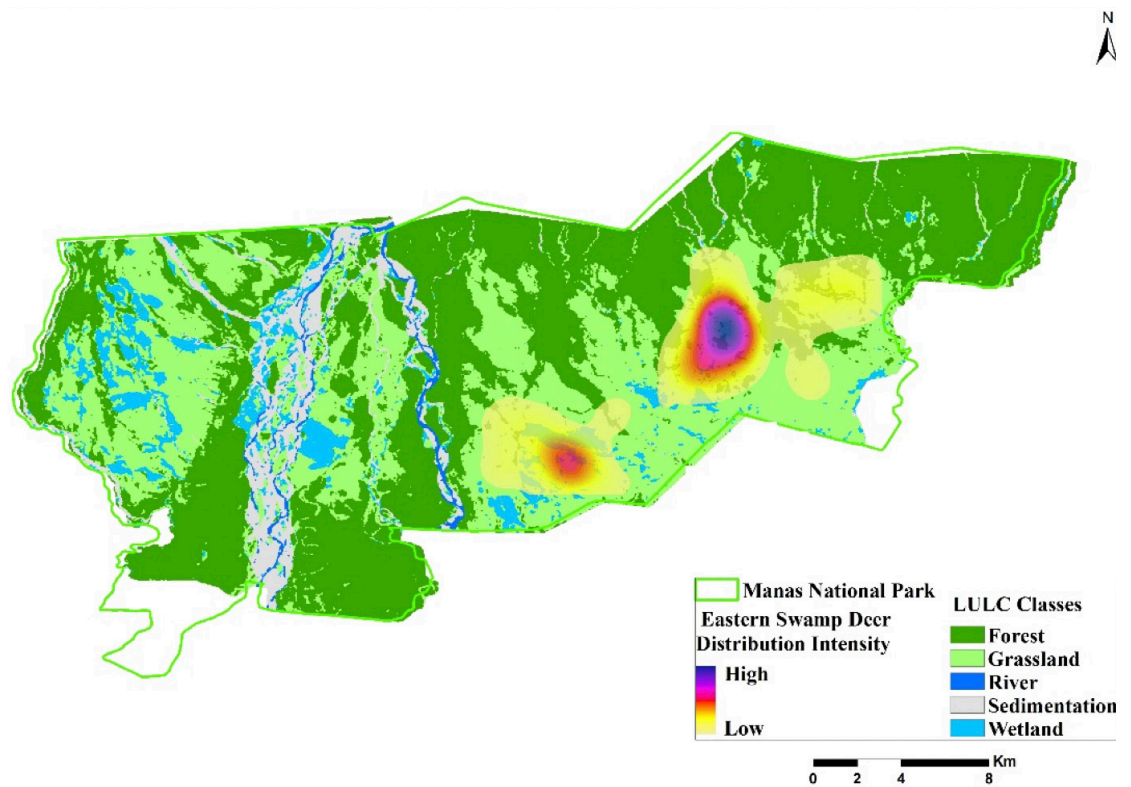 N
Manas National Park
Eastern Swamp Deer
Distribution Intensity
High
Low
LULC Classes
Forest
Grassland
River
Sedimentation
Wetland
Km
0 2 4 8